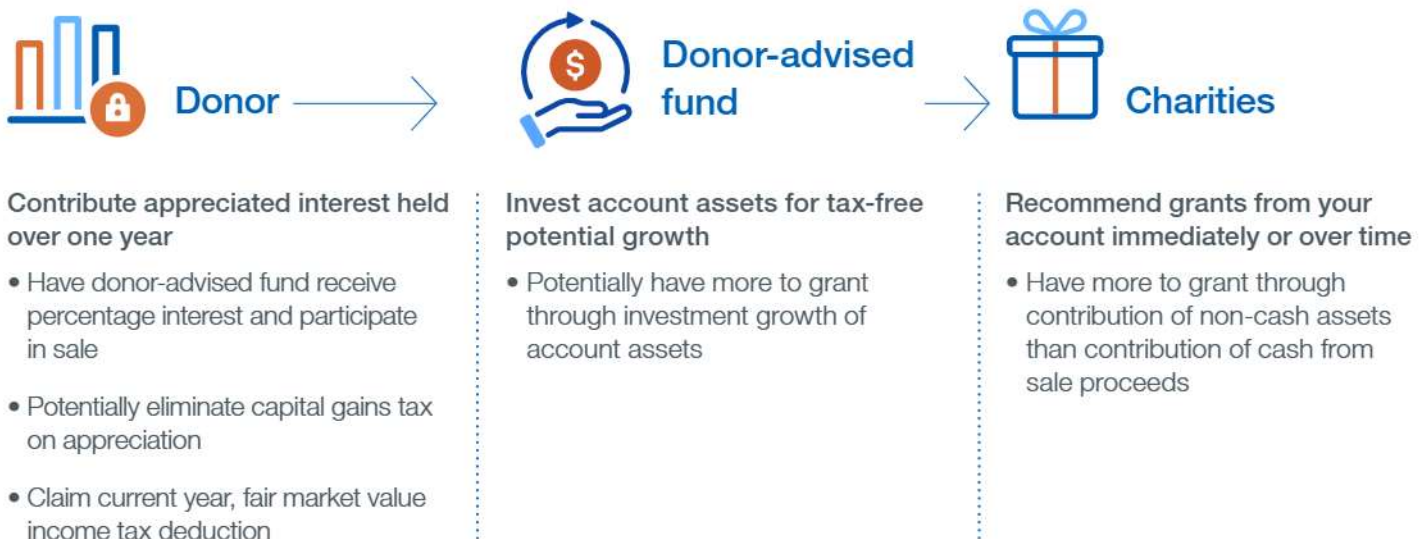 Donor
Donor-advised
fund
Charities
Contribute appreciated interest held
over one year
• Have donor-advised fund receive
percentage interest and participate
in sale
• Potentially eliminate capital gains tax
on appreciation
• Claim current year, fair market value
income tax deduction
Invest account assets for tax-free
potential growth
• Potentially have more to grant
through investment growth of
account assets
Recommend grants from your
account immediately or over time
• Have more to grant through
contribution of non-cash assets
than contribution of cash from
sale proceeds